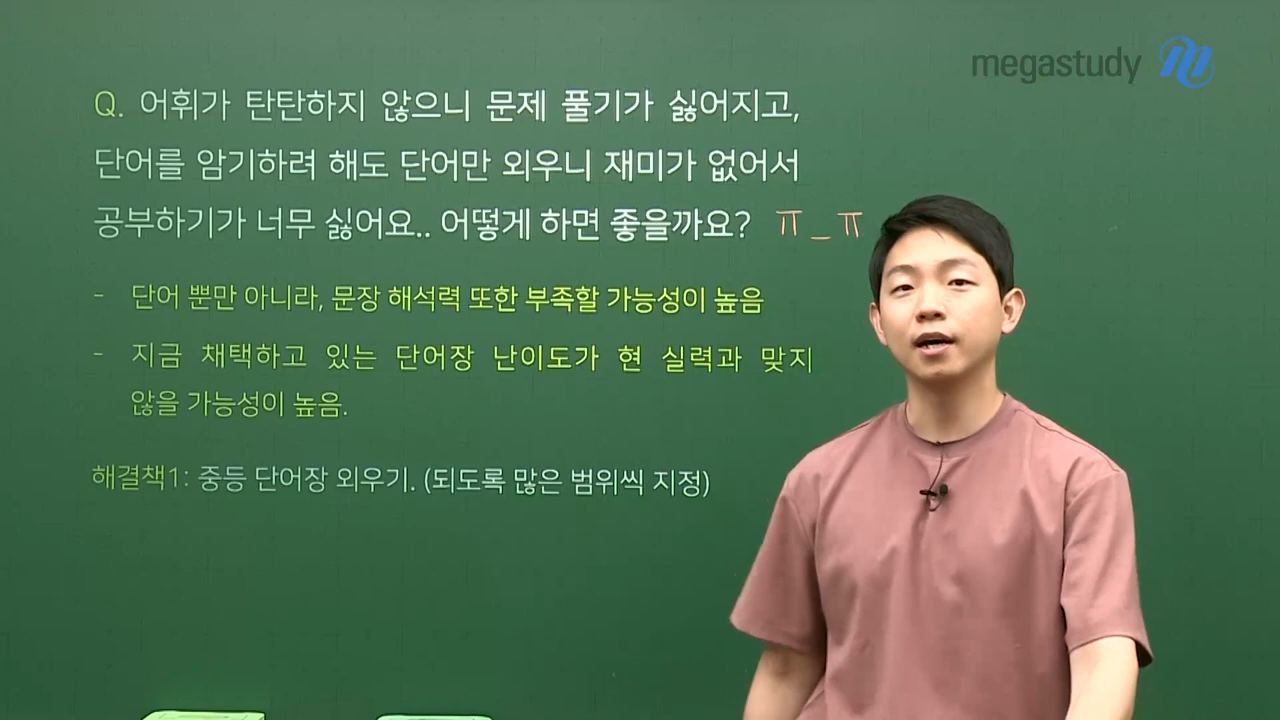 megastudy
Q. 어휘가 탄탄하지 않으니 문제 풀기가 싫어지고,
단어를 암기하려 해도 단어만 외우니 재미가 없어서
공부하기가 너무 싫어요.. 어떻게 하면 좋을까요? ㅠ_ㅠ
- 단어 뿐만 아니라, 문장 해석력 또한 부족할 가능성이 높음
- 지금 채택하고 있는 단어장 난이도가 현 실력과 맞지
않을 가능성이 높음.
해결책1: 중등 단어장 외우기. (되도록 많은 범위씩 지정)